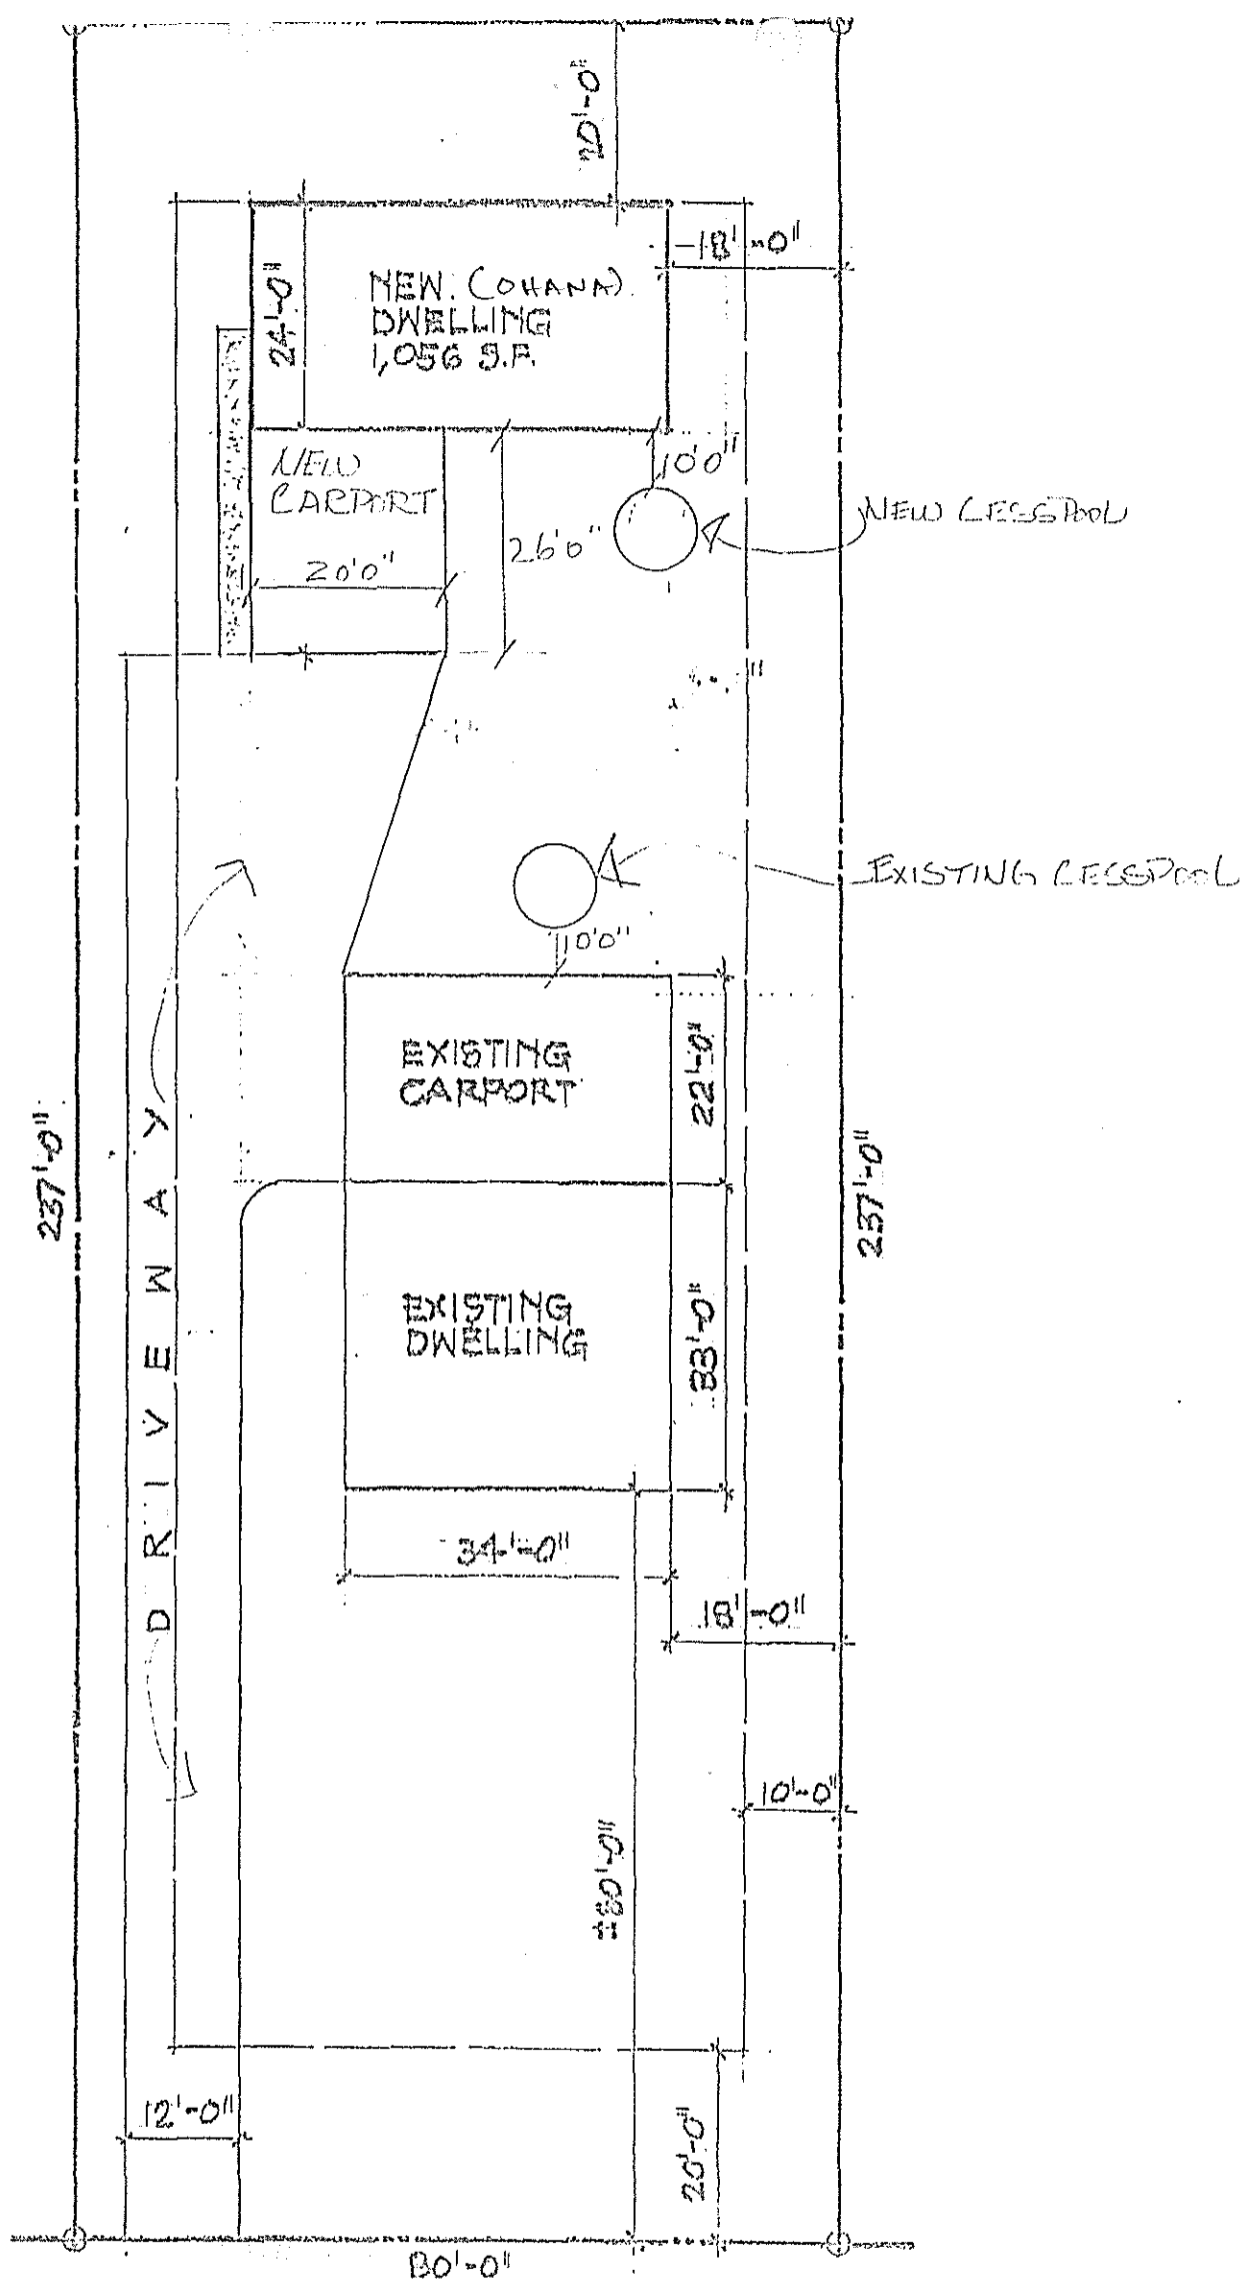 20'-0"
18'-0"
24'-0"
NEW. (OHANA)
DWELLING
1,056 S.F.
NEW
CARPORT
10'0"
NEW CESSPOOL
26'0"
20'0"
EXISTING CESSPOOL
10'0"
EXISTING
CARPORT
22'-0"
237'-0"
237'-0"
DRIVEWAY
EXISTING
DWELLING
33'-0"
34'-0"
18'-0"
10'-0"
±80'-0"
12'-0"
20'-0"
80'-0"